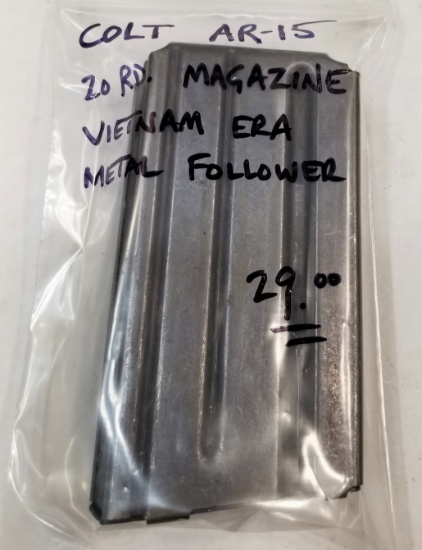 COLT AR-15
20 RD. MAGAZINE
VIETNAM ERA
METAL FOLLOWER
29.00